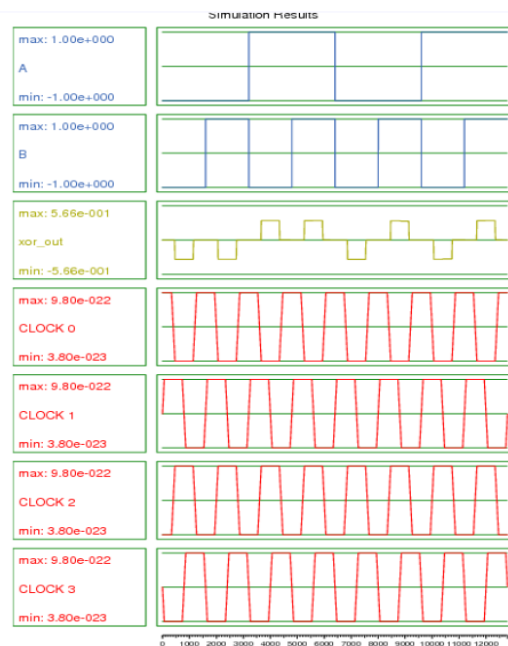 Simulation Results
max: 1.00e+000
A
min: -1.00e+000
max: 1.00e+000
B
min: -1.00e+000
max: 5.66e-001
xor_out
min: -5.66e-001
max: 9.80e-022
CLOCK 0
min: 3.80e-023
max: 9.80e-022
CLOCK 1
min: 3.80e-023
max: 9.80e-022
CLOCK 2
min: 3.80e-023
max: 9.80e-022
CLOCK 3
min: 3.80e-023
0 1000 2000 3000 4000 5000 6000 7000 8000 9000 10000 11000 12000